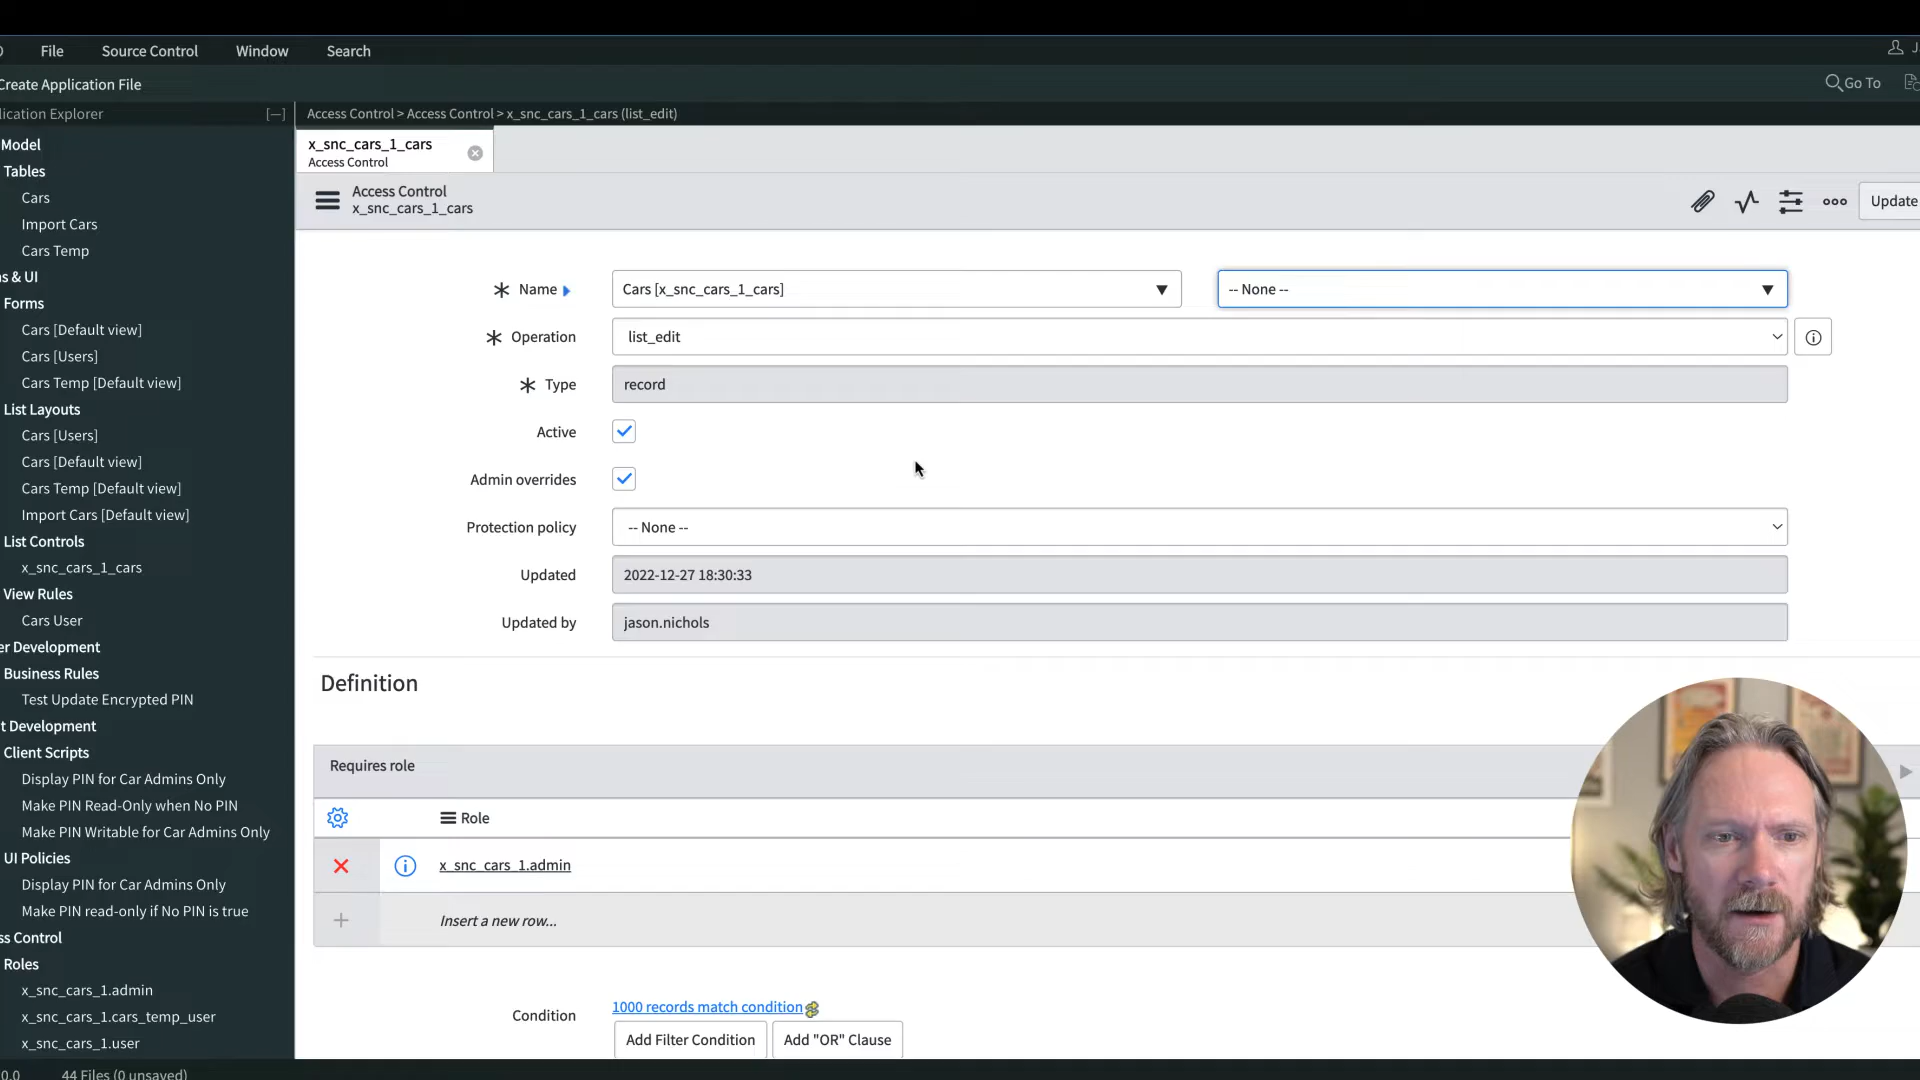 File Source Control Window Search
Create Application File
Go To
lication Explorer [—]
Access Control > Access Control > x_snc_cars_1_cars (list_edit)
Model
Tables
Cars
Import Cars
Cars Temp
s & UI
Forms
Cars [Default view]
Cars [Users]
Cars Temp [Default view]
List Layouts
Cars [Users]
Cars [Default view]
Cars Temp [Default view]
Import Cars [Default view]
List Controls
x_snc_cars_1_cars
View Rules
Cars User
er Development
Business Rules
Test Update Encrypted PIN
t Development
Client Scripts
Display PIN for Car Admins Only
Make PIN Read-Only when No PIN
Make PIN Writable for Car Admins Only
UI Policies
Display PIN for Car Admins Only
Make PIN read-only if No PIN is true
ss Control
Roles
x_snc_cars_1.admin
x_snc_cars_1.cars_temp_user
x_snc_cars_1.user
x_snc_cars_1_cars
Access Control
Access Control
x_snc_cars_1_cars
Update
Name Cars [x_snc_cars_1_cars] -- None --
Operation list_edit
Type record
Active
Admin overrides
Protection policy -- None --
Updated 2022-12-27 18:30:33
Updated by jason.nichols
Definition
Requires role
Role
x_snc_cars_1.admin
Insert a new row...
Condition 1000 records match condition
Add Filter Condition Add "OR" Clause
0.0 44 Files (0 unsaved)